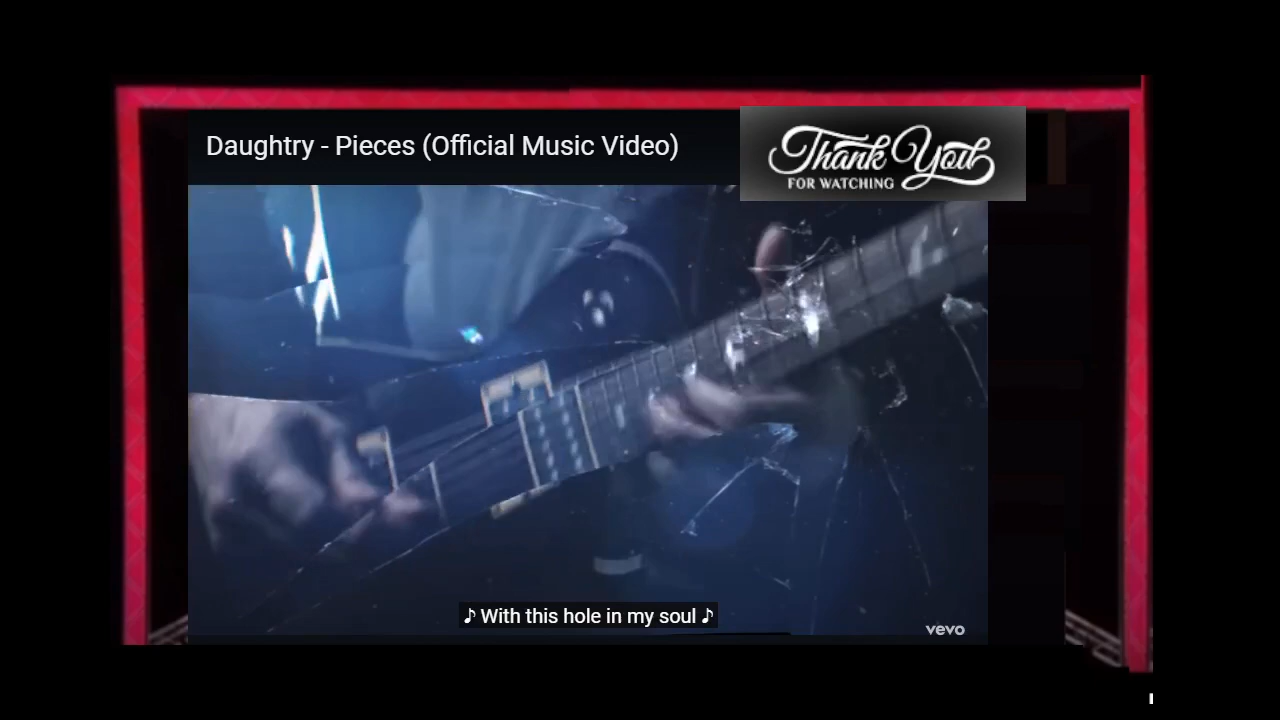 Daughtry - Pieces (Official Music Video)
Thank You
FOR WATCHING
♪ With this hole in my soul ♪
vevo